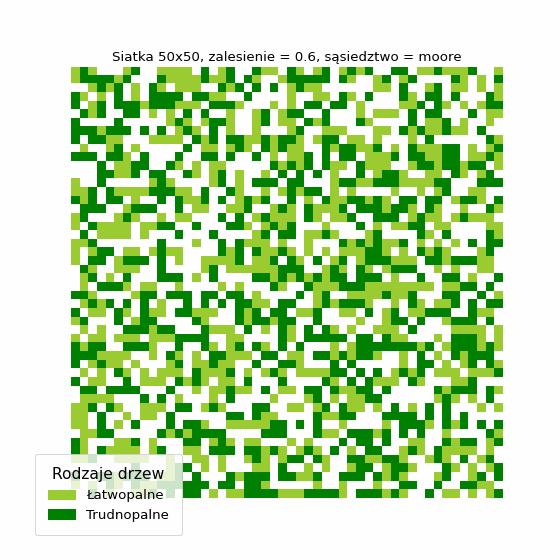 Siatka 50x50, zalesienie = 0.6, sąsiedztwo = moore
Rodzaje drzew
Łatwopalne
Trudnopalne